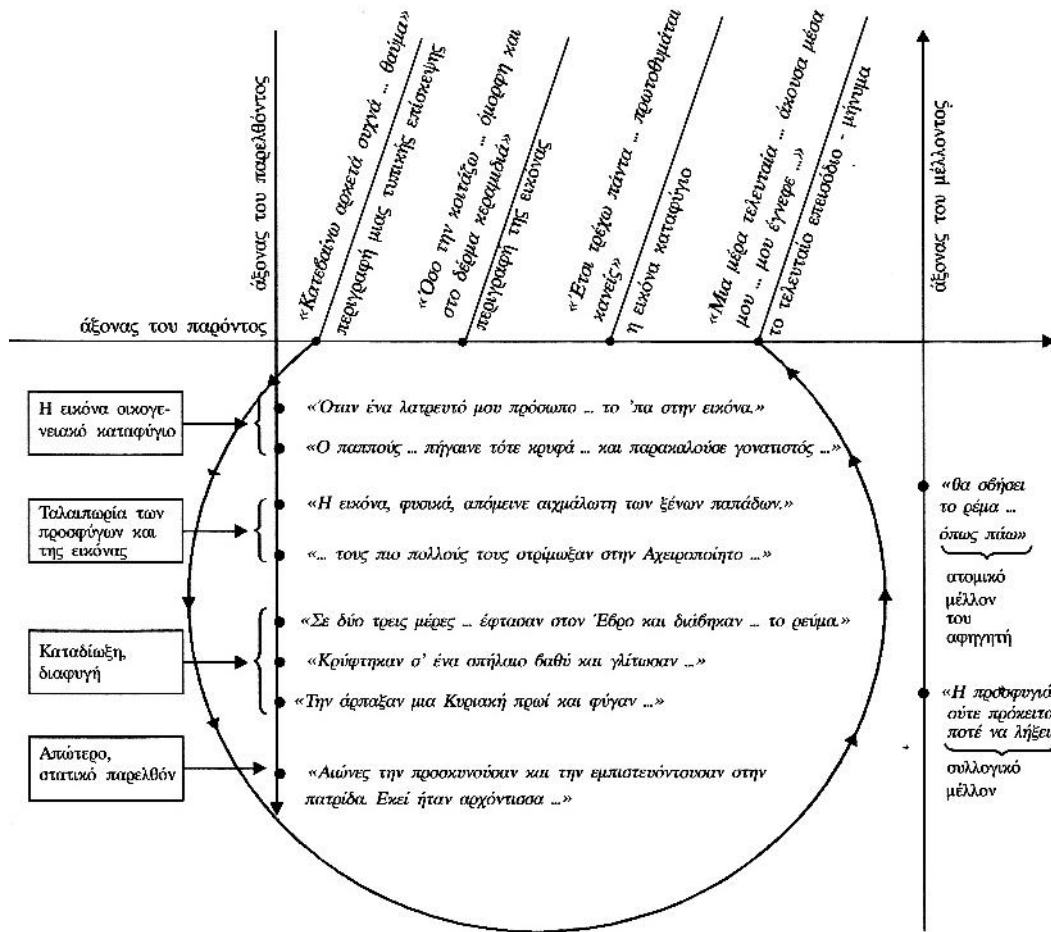 άξονας του παρελθόντος
«Κατεβαίνω αρκετά συχνά ... θαύμα»
περιγραφή μιας τυπικής επίσκεψης
«Όσο την κοιτάζω ... όμορφη και
στο δέρμα κεραμιδιά»
περιγραφή της εικόνας
«Έτσι τρέχω πάντα ... πρωτοθυμάται
κανείς»
η εικόνα καταφύγιο
«Μια μέρα τελευταία ... άκουσα μέσα
μου ... μου έγνεφε ...»
το τελευταίο επεισόδιο - μήνυμα
άξονας του μέλλοντος
άξονας του παρόντος
Η εικόνα οικογε-
νειακό καταφύγιο
«Όταν ένα λατρευτό μου πρόσωπο ... το 'πα στην εικόνα.»
«Ο παππούς ... πήγαινε τότε κρυφά ... και παρακαλούσε γονατιστός ...»
Ταλαιπωρία των
προσφύγων και
της εικόνας
«Η εικόνα, φυσικά, απόμεινε αιχμάλωτη των ξένων παπάδων.»
«... τους πιο πολλούς τους στρίμωξαν στην Αχειροποίητο ...»
Καταδίωξη,
διαφυγή
«Σε δύο τρεις μέρες ... έφτασαν στον Έβρο και διάβηκαν ... το ρεύμα.»
«Κρύφτηκαν σ' ένα σπήλαιο βαθύ και γλίτωσαν ...»
«Την άρπαξαν μια Κυριακή πρωί και φύγαν ...»
Απώτερο,
στατικό παρελθόν
«Αιώνες την προσκυνούσαν και την εμπιστευόντουσαν στην
πατρίδα. Εκεί ήταν αρχόντισσα ...»
«θα σβήσει
το ρέμα ...
όπως πάω»
ατομικό
μέλλον
του
αφηγητή
«Η προσφυγιά
ούτε πρόκειτα
ποτέ να λήξει
συλλογικό
μέλλον